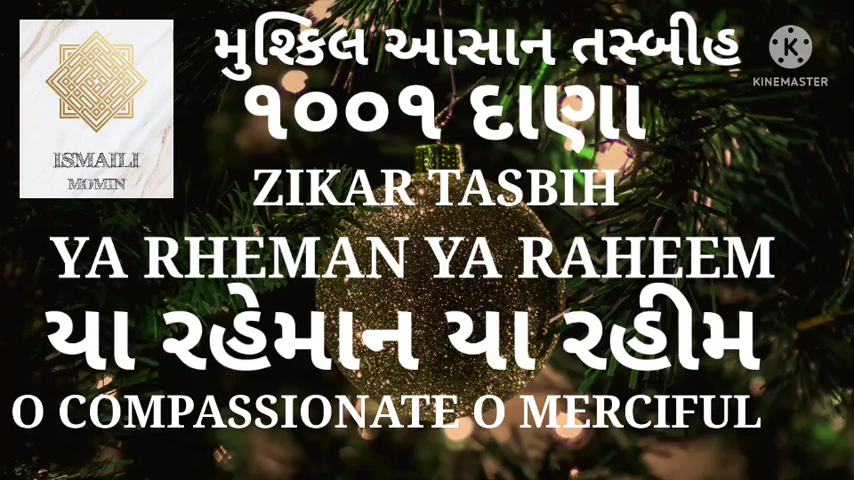 મુશ્કિલ આસાન તસ્બીહ
૧૦૦૧ દાણા
ZIKAR TASBIH
YA RHEMAN YA RAHEEM
યા રહેમાન યા રહીમ
O COMPASSIONATE O MERCIFUL
ISMAILI
MOMIN
K
KINEMASTER